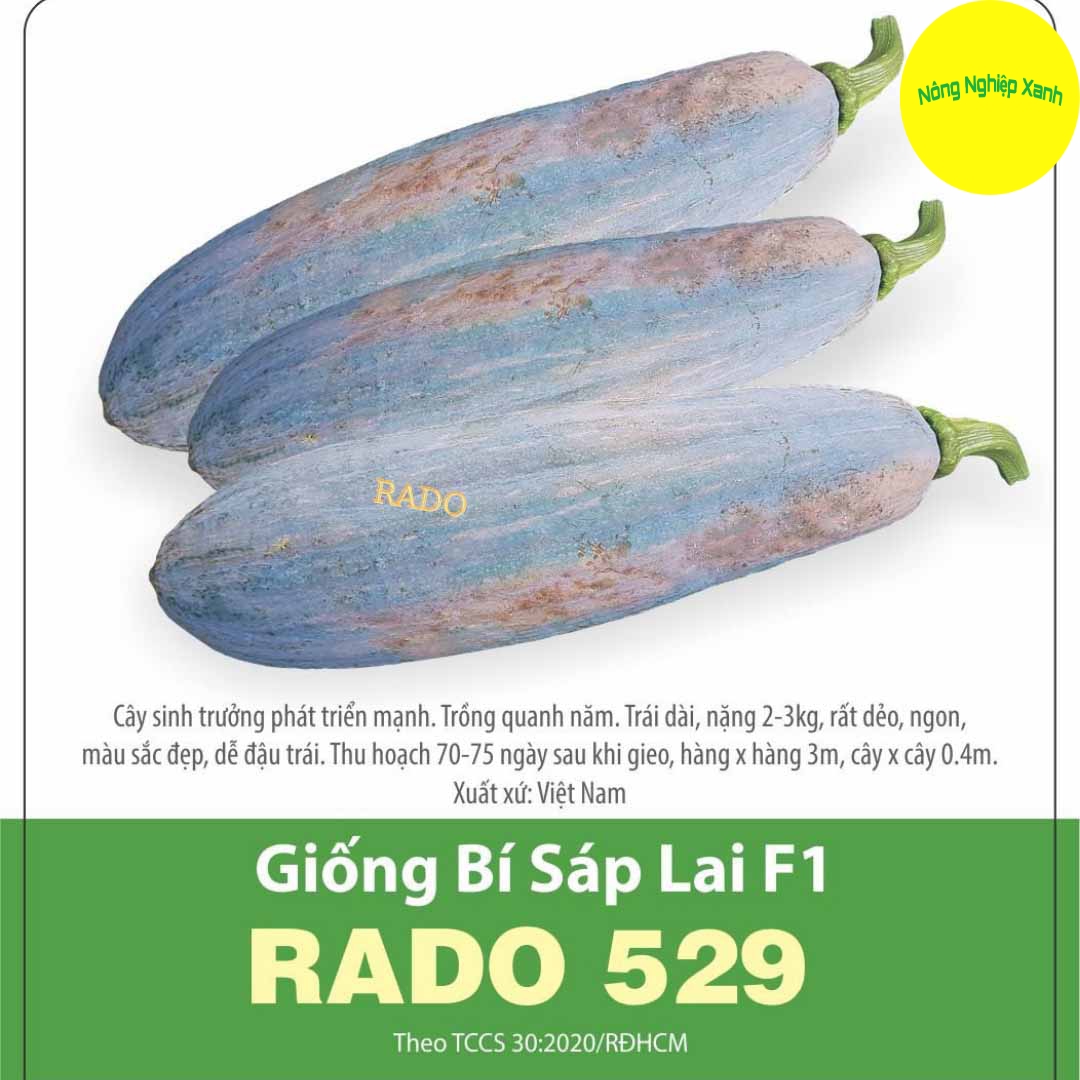 Nông Nghiệp Xanh
RADO
Cây sinh trưởng phát triển mạnh. Trồng quanh năm. Trái dài, nặng 2-3kg, rất dẻo, ngon,
màu sắc đẹp, dễ đậu trái. Thu hoạch 70-75 ngày sau khi gieo, hàng x hàng 3m, cây x cây 0.4m.
Xuất xứ: Việt Nam
Giống Bí Sáp Lai F1
RADO 529
Theo TCCS 30:2020/RĐHCM